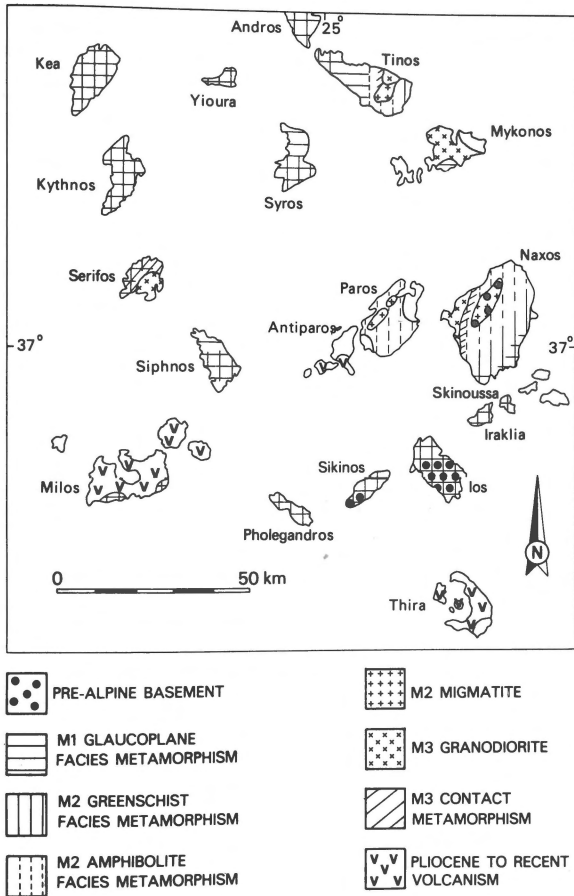 Andros
25°
Tinos
Kea
Yioura
Mykonos
Kythnos
Syros
Naxos
Serifos
Paros
Antiparos
37°
37°
Siphnos
Skinoussa
Iraklia
Sikinos
Milos
Ios
Pholegandros
N
0 50 km
Thira
PRE-ALPINE BASEMENT
M1 GLAUCOPLANE
FACIES METAMORPHISM
M2 GREENSCHIST
FACIES METAMORPHISM
M2 AMPHIBOLITE
FACIES METAMORPHISM
M2 MIGMATITE
M3 GRANODIORITE
M3 CONTACT
METAMORPHISM
PLIOCENE TO RECENT
VOLCANISM